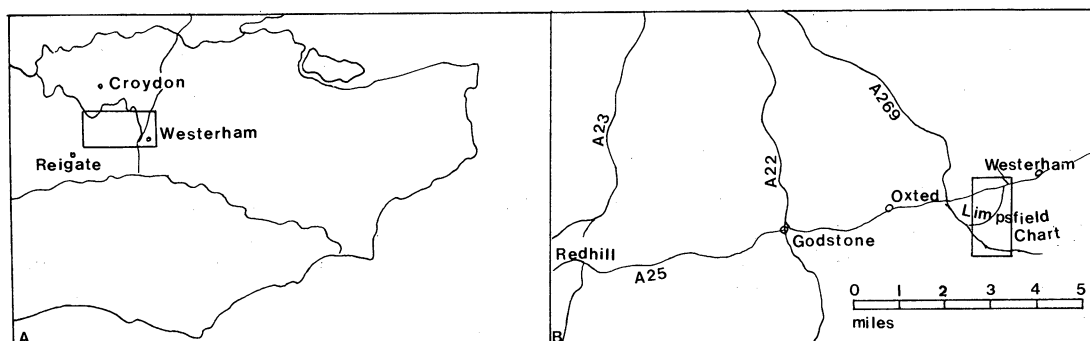 Croydon
Westerham
Reigate
A
A23
A22
A269
Westerham
Oxted
Limpsfield
Chart
Godstone
Redhill
A25
0 1 2 3 4 5
miles
B